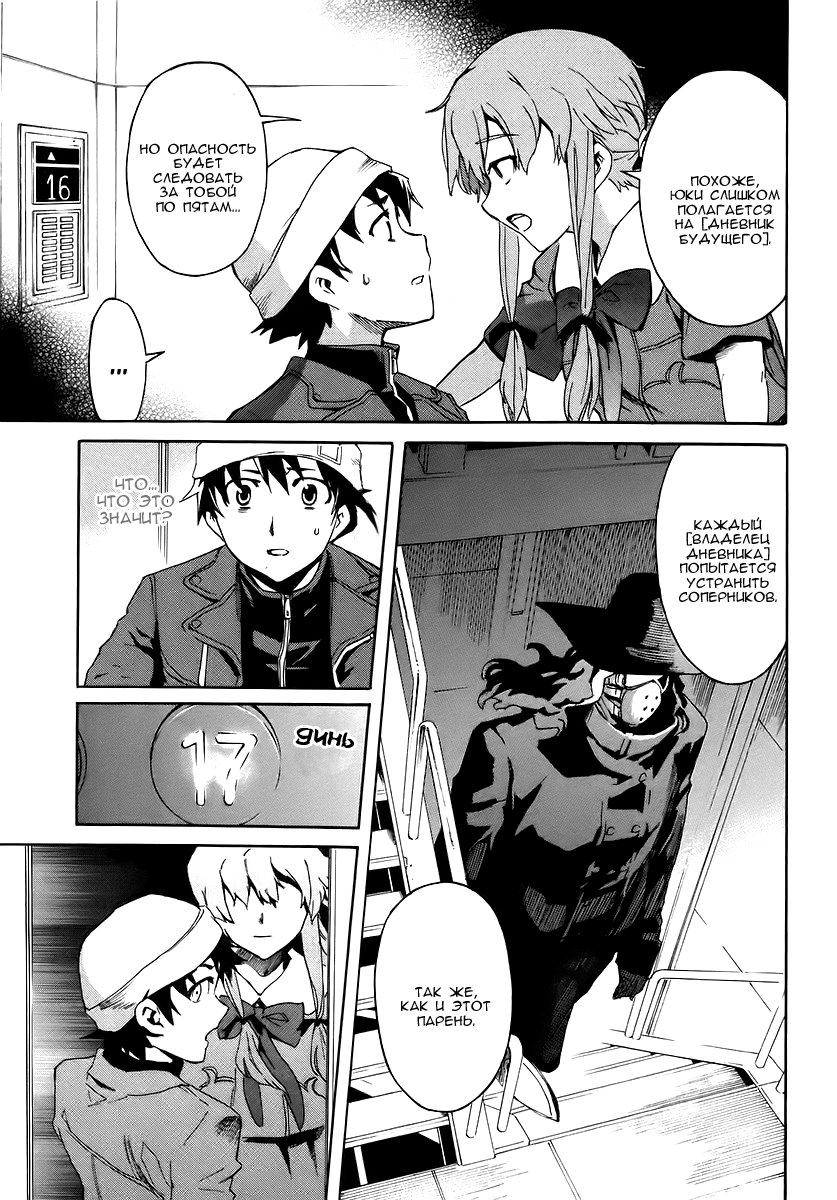 ПОХОЖЕ,
ЮКИ СЛИШКОМ
ПОЛАГАЕТСЯ
НА [ДНЕВНИК
БУДУЩЕГО].
НО ОПАСНОСТЬ
БУДЕТ
СЛЕДОВАТЬ
ЗА ТОБОЙ
ПО ПЯТАМ...
16
...
КАЖДЫЙ
[ВЛАДЕЛЕЦ
ДНЕВНИКА]
ПОПЫТАЕТСЯ
УСТРАНИТЬ
СОПЕРНИКОВ.
ЧТО...
ЧТО ЭТО
ЗНАЧИТ?
17
динь
ТАК ЖЕ,
КАК И ЭТОТ
ПАРЕНЬ.